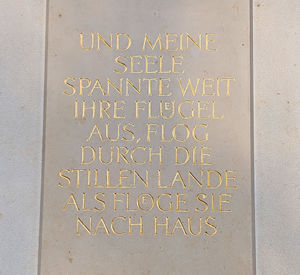 UND MEINE
SEELE
SPANNTE WEIT
IHRE FLÜGEL
AUS, FLOG
DURCH DIE
STILLEN LANDE
ALS FLÖGE SIE
NACH HAUS.